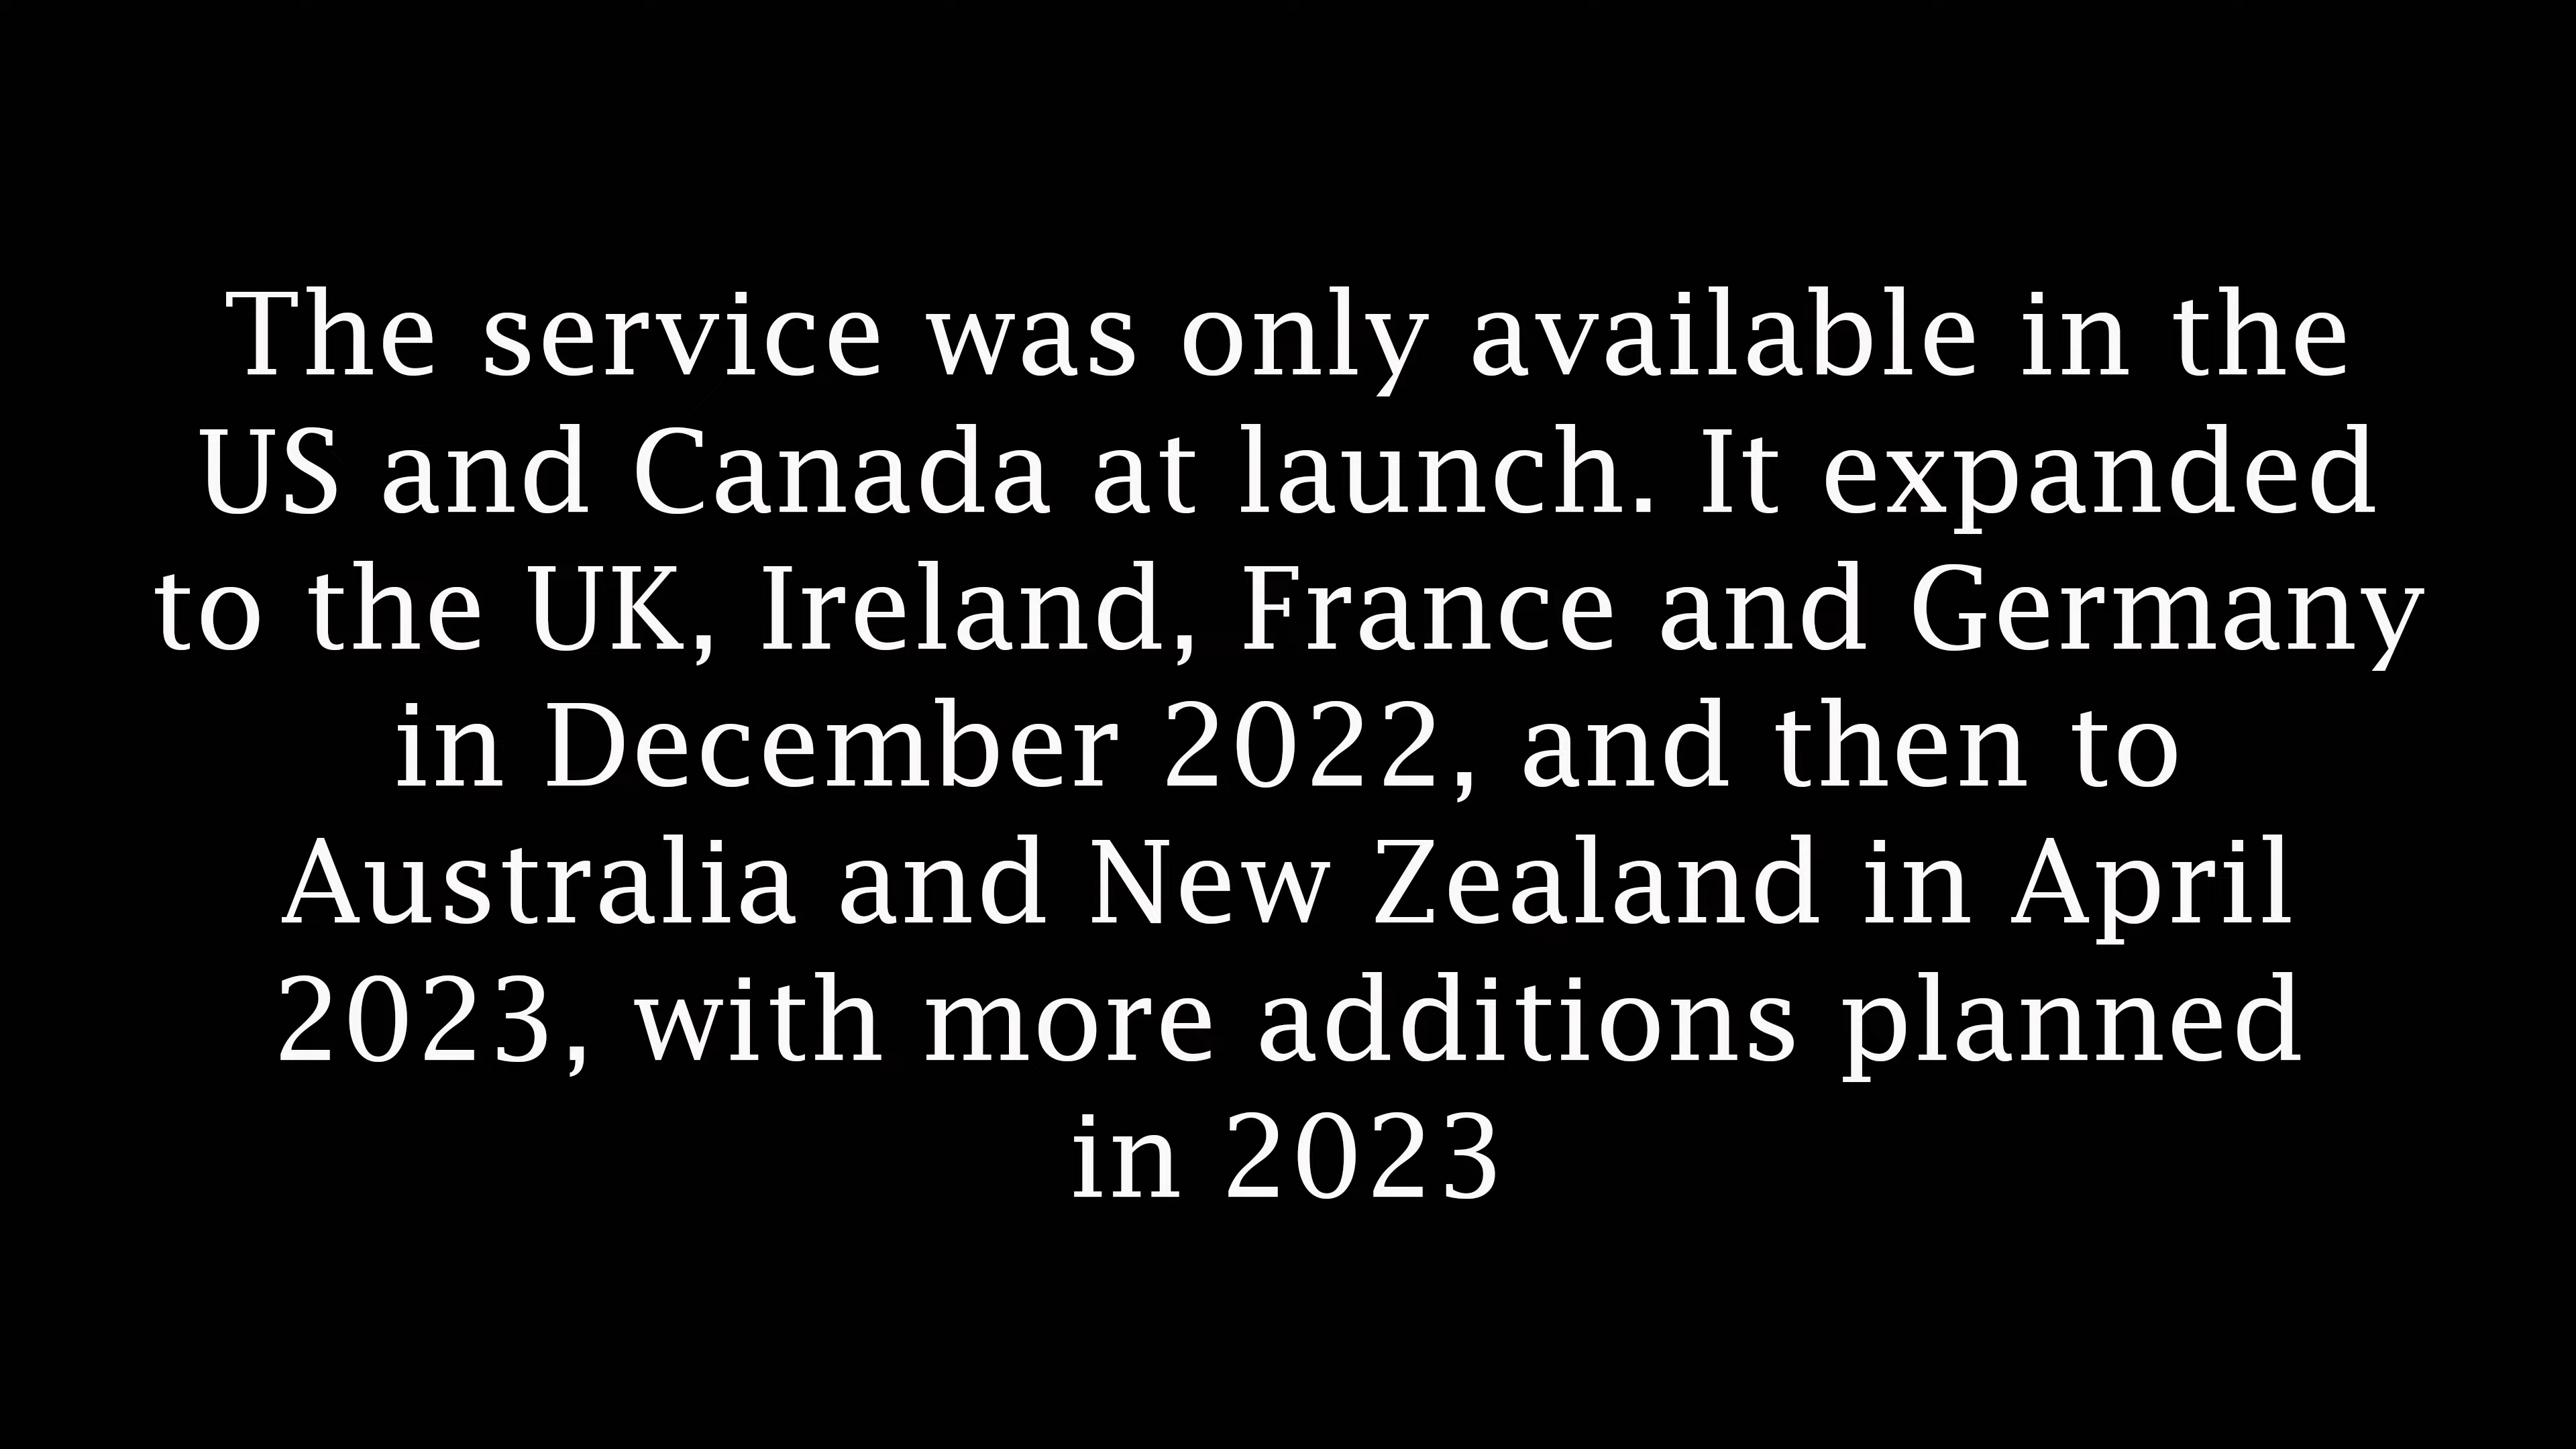 The service was only available in the
US and Canada at launch. It expanded
to the UK, Ireland, France and Germany
in December 2022, and then to
Australia and New Zealand in April
2023, with more additions planned
in 2023